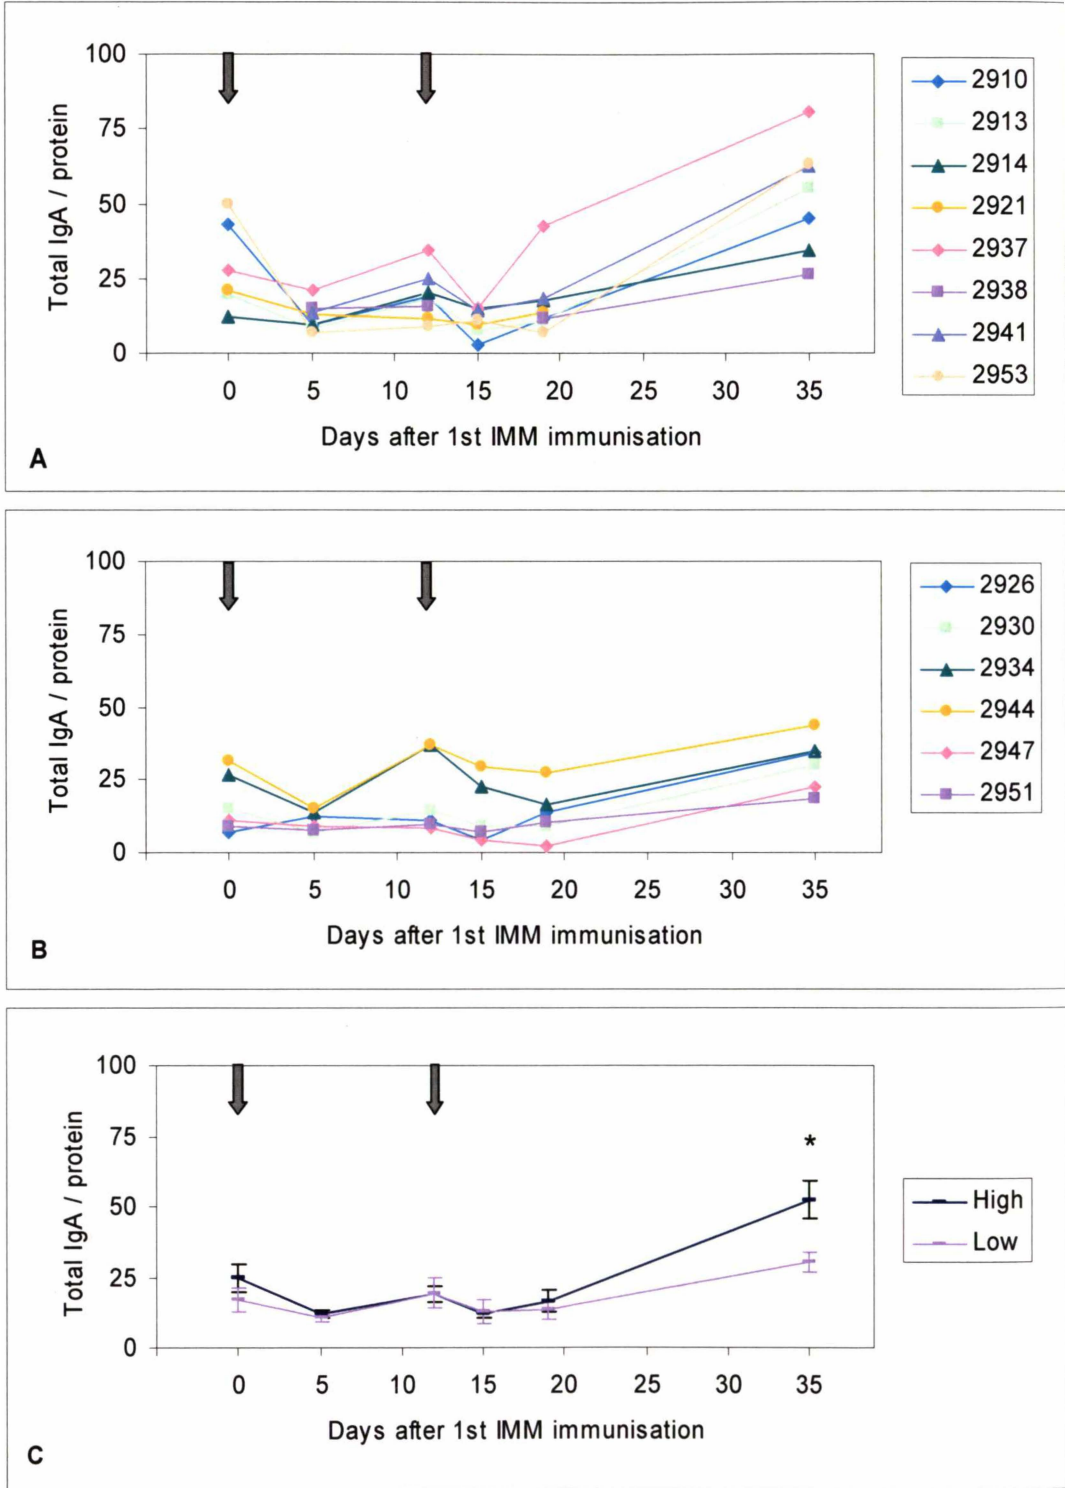 100
75
50
25
0
Total IgA / protein
0 5 10 15 20 25 30 35
Days after 1st IMM immunisation
A
2910
2913
2914
2921
2937
2938
2941
2953
100
75
50
25
0
Total IgA / protein
0 5 10 15 20 25 30 35
Days after 1st IMM immunisation
B
2926
2930
2934
2944
2947
2951
100
75
50
25
0
Total IgA / protein
*
0 5 10 15 20 25 30 35
Days after 1st IMM immunisation
C
High
Low